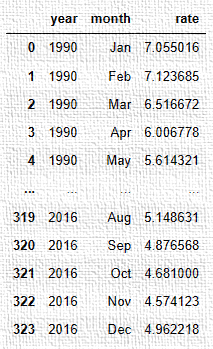 year month rate
0 1990 Jan 7.055016
1 1990 Feb 7.123685
2 1990 Mar 6.516672
3 1990 Apr 6.006778
4 1990 May 5.614321
... ... ... ...
319 2016 Aug 5.148631
320 2016 Sep 4.876568
321 2016 Oct 4.681000
322 2016 Nov 4.574123
323 2016 Dec 4.962218